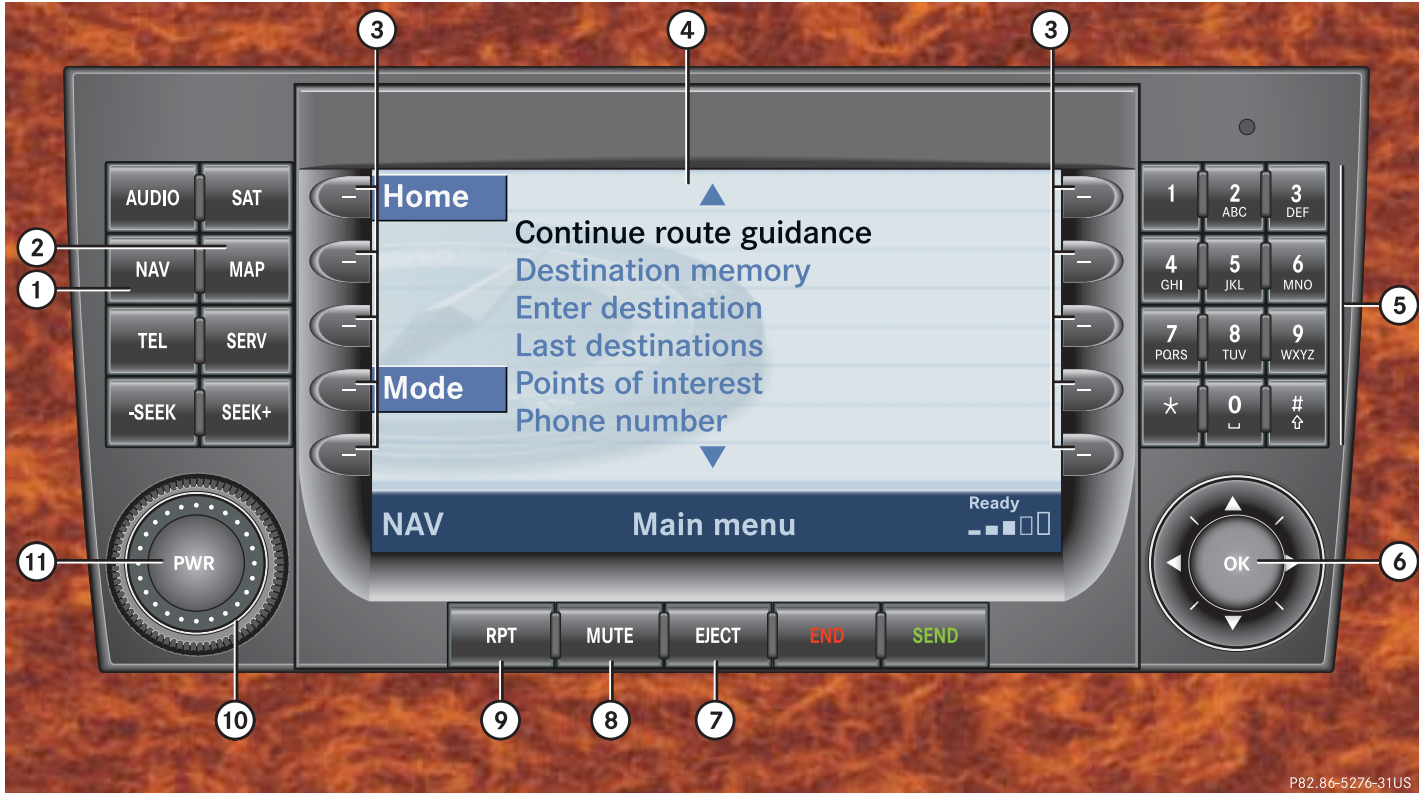 3
4
3
AUDIO
SAT
NAV
MAP
TEL
SERV
-SEEK
SEEK+
2
1
Home
Continue route guidance
Destination memory
Enter destination
Last destinations
Mode
Points of interest
Phone number
NAV
Main menu
Ready
1
2 ABC
3 DEF
4 GHI
5 JKL
6 MNO
7 PQRS
8 TUV
9 WXYZ
*
0
#
5
11
PWR
OK
6
RPT
MUTE
EJECT
END
SEND
10
9
8
7
P82.86-5276-31US